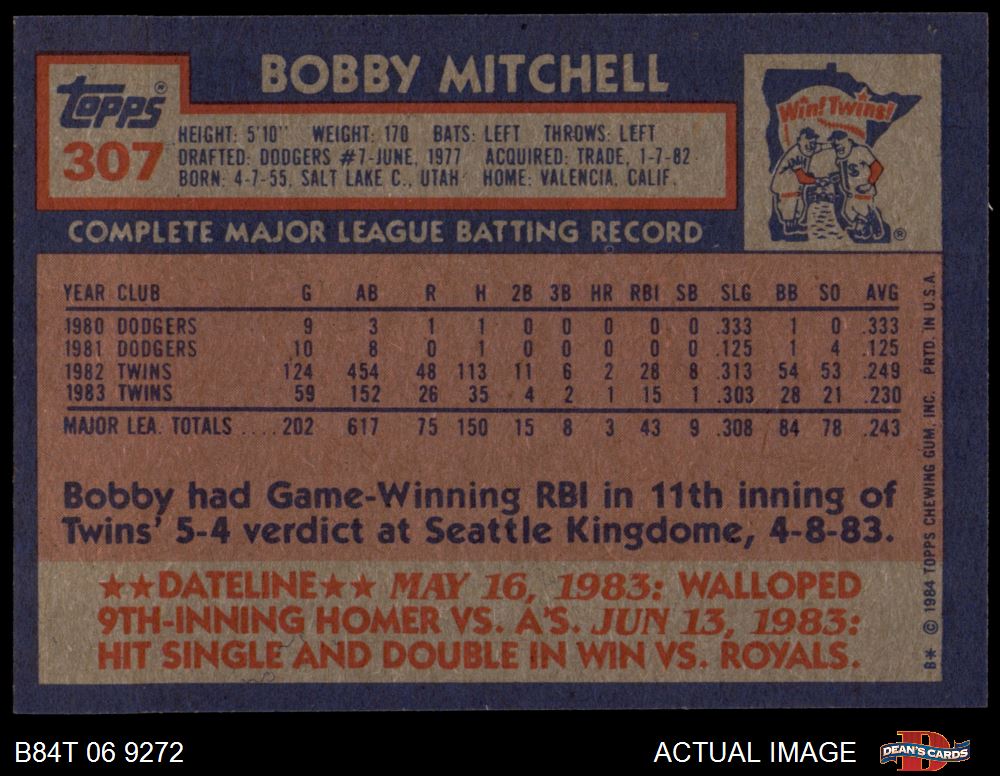 BOBBY MITCHELL
Topps®
307
HEIGHT: 5'10" WEIGHT: 170 BATS: LEFT THROWS: LEFT
DRAFTED: DODGERS #7-JUNE, 1977 ACQUIRED: TRADE, 1-7-82
BORN: 4-7-55, SALT LAKE C., UTAH HOME: VALENCIA, CALIF.
Win! Twins!
®
COMPLETE MAJOR LEAGUE BATTING RECORD
YEAR CLUB G AB R H 2B 3B HR RBI SB SLG BB SO AVG
1980 DODGERS 9 3 1 1 0 0 0 0 0 .333 1 0 .333
1981 DODGERS 10 8 0 1 0 0 0 0 0 .125 1 4 .125
1982 TWINS 124 454 48 113 11 6 2 28 8 .313 54 53 .249
1983 TWINS 59 152 26 35 4 2 1 15 1 .303 28 21 .230
MAJOR LEA. TOTALS ....202 617 75 150 15 8 3 43 9 .308 84 78 .243
Bobby had Game-Winning RBI in 11th inning of
Twins' 5-4 verdict at Seattle Kingdome, 4-8-83.
★★DATELINE★★ MAY 16, 1983: WALLOPED
9TH-INNING HOMER VS. A'S. JUN 13, 1983:
HIT SINGLE AND DOUBLE IN WIN VS. ROYALS.
B* © 1984 TOPPS CHEWING GUM, INC. PRTD. IN U.S.A.
B84T 06 9272
ACTUAL IMAGE
D
DEAN'S CARDS